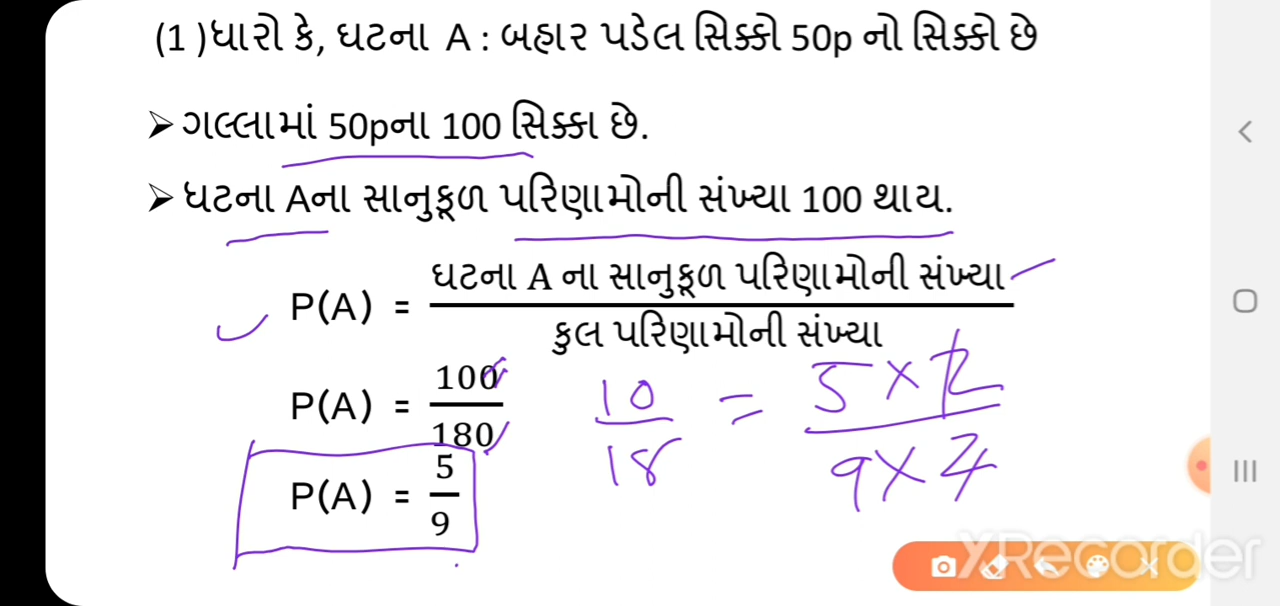 (1 )ધારો કે, ઘટના A : બહાર પડેલ સિક્કો 50p નો સિક્કો છે
➢ ગલ્લામાં 50pના 100 સિક્કા છે.
➢ ઘટના Aના સાનુકૂળ પરિણામોની સંખ્યા 100 થાય.
P(A) = ઘટના A ના સાનુકૂળ પરિણામોની સંખ્યા
કુલ પરિણામોની સંખ્યા
P(A) = 100/180
10/18 = 5 × 2/9 × 2
P(A) = 5/9
XRecorder